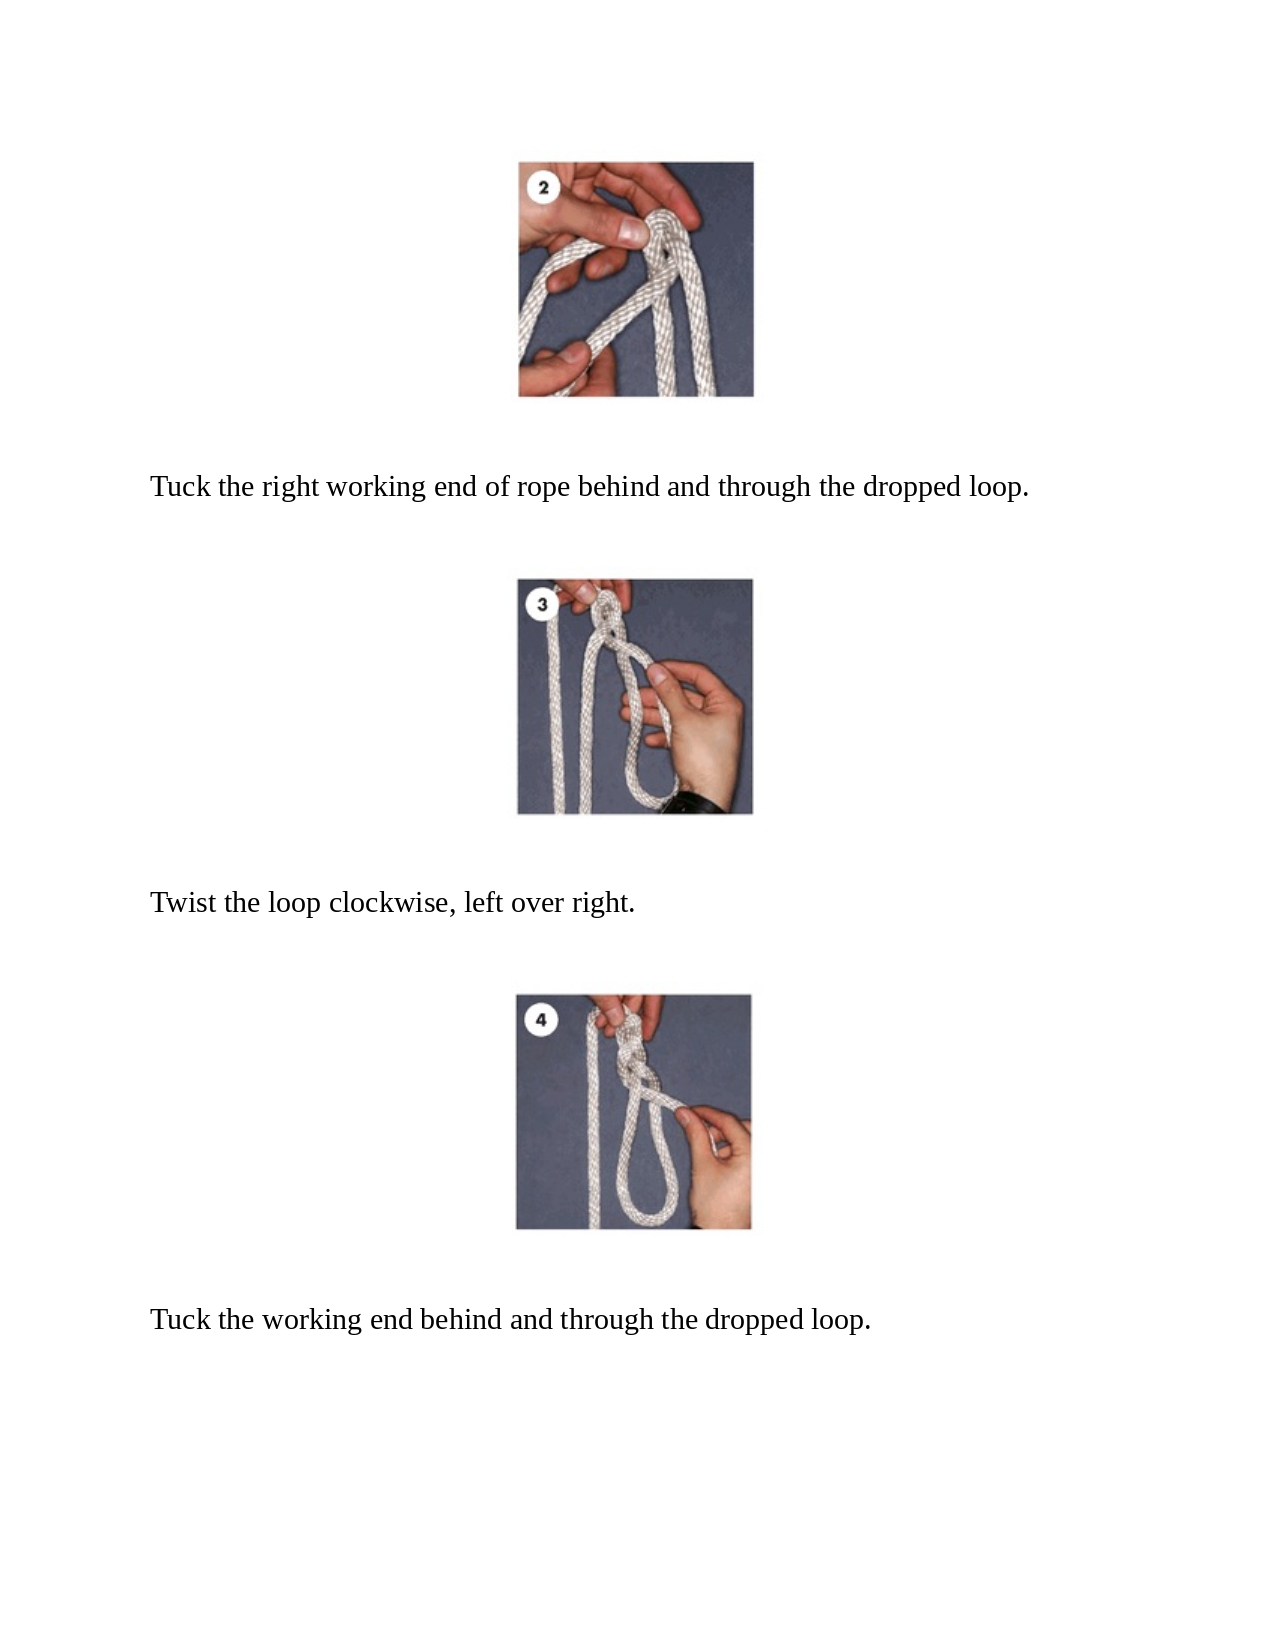 2
Tuck the right working end of rope behind and through the dropped loop.
3
Twist the loop clockwise, left over right.
4
Tuck the working end behind and through the dropped loop.